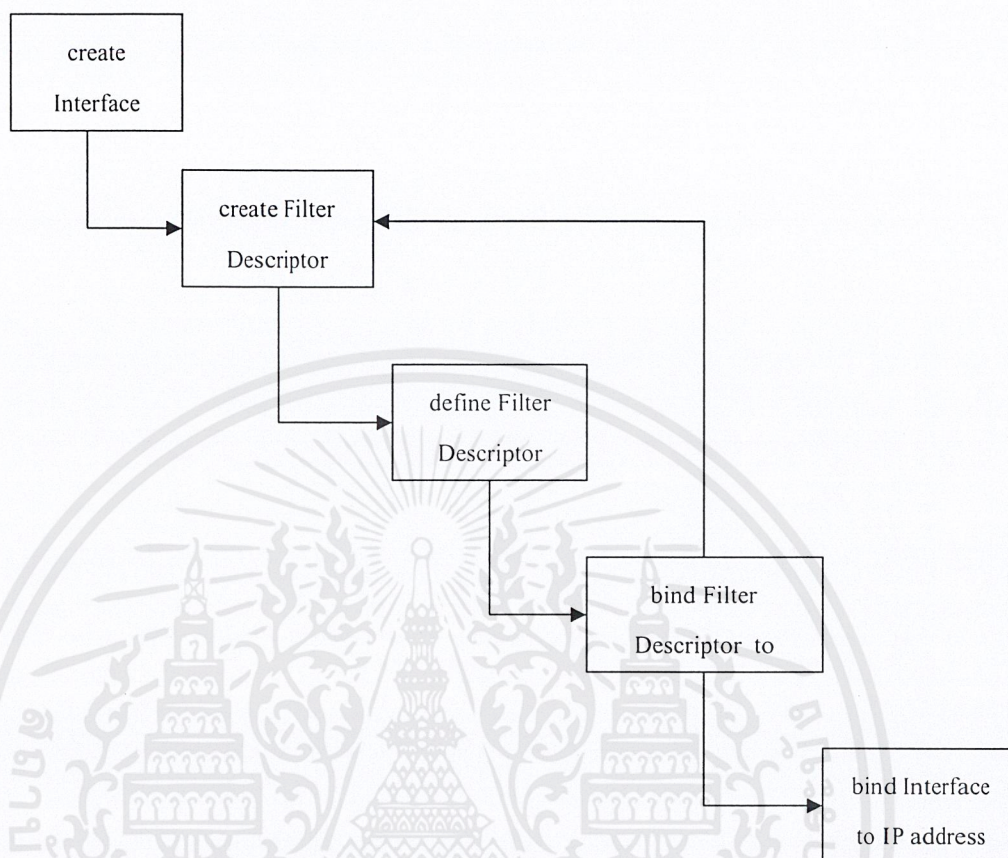 create
Interface
create Filter
Descriptor
define Filter
Descriptor
bind Filter
Descriptor to
bind Interface
to IP address